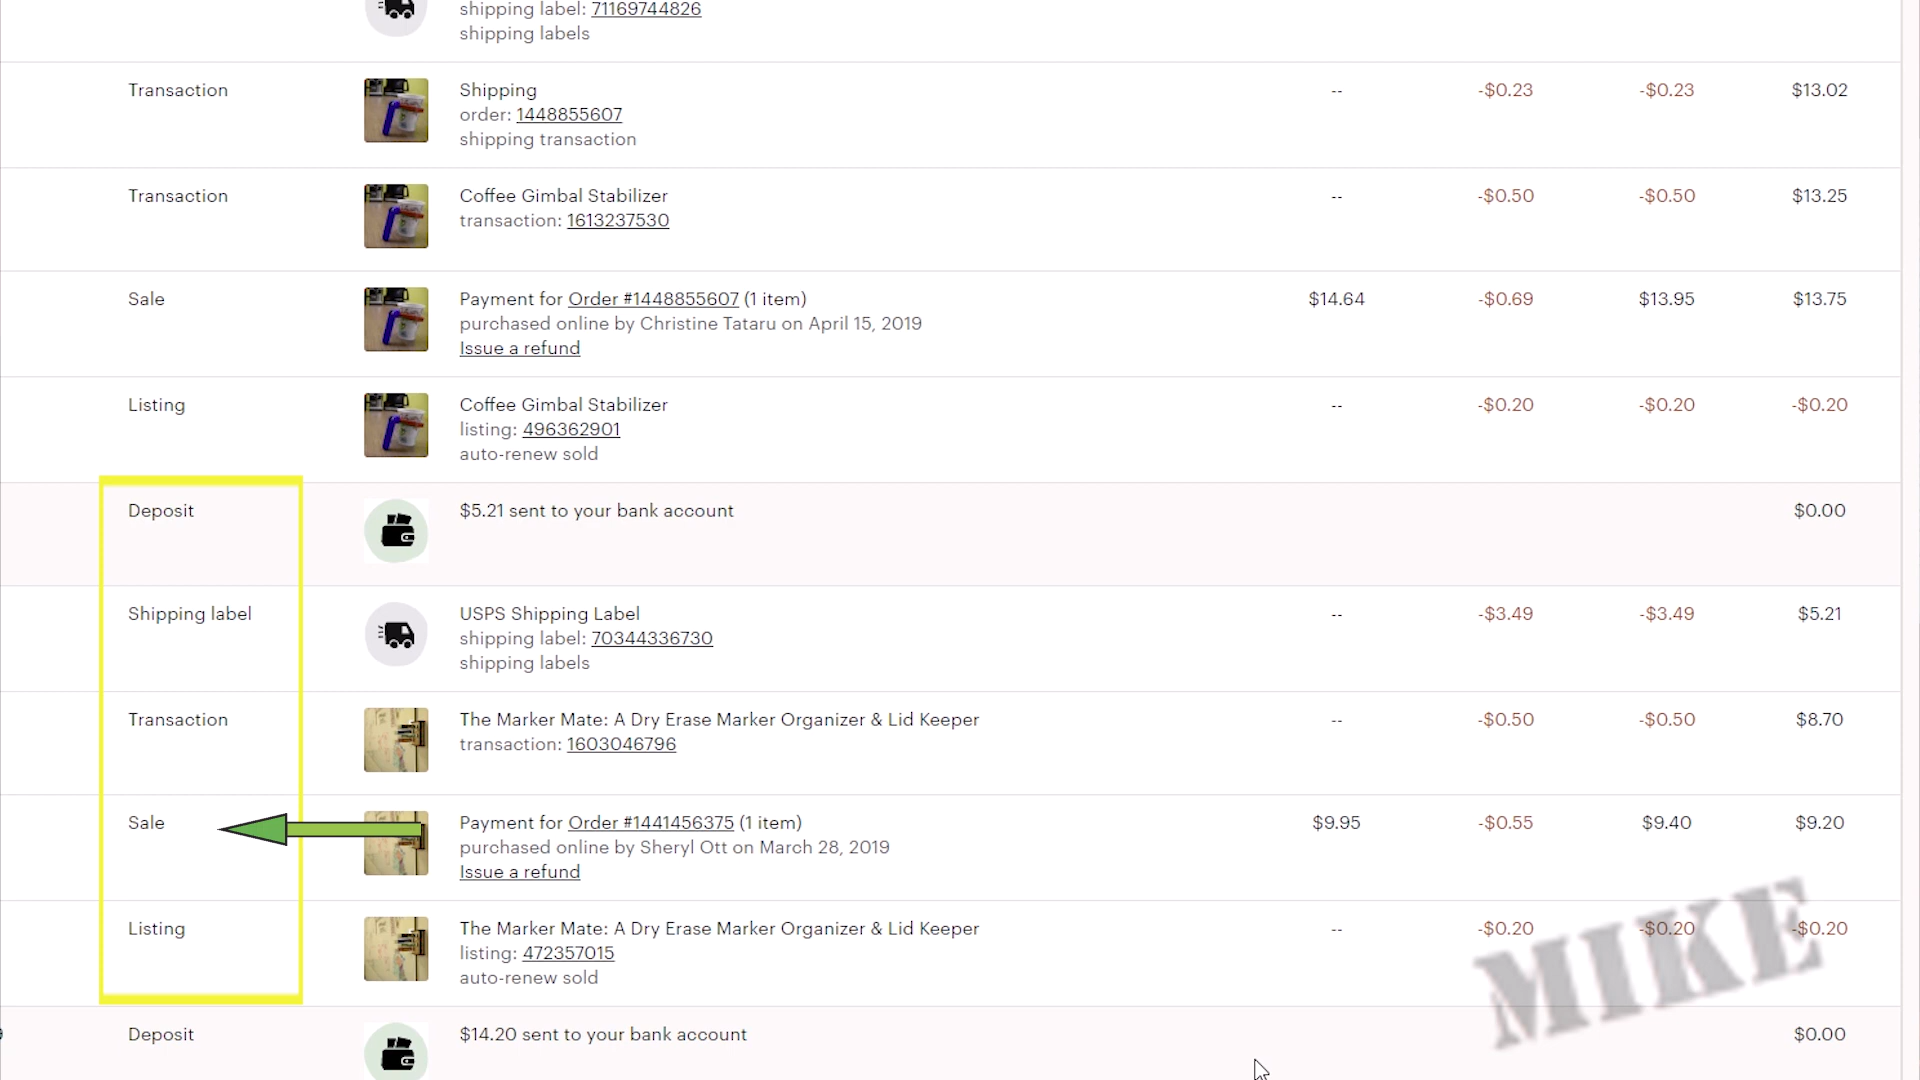 shipping label: 71169744826
shipping labels
Transaction
Shipping
order: 1448855607
shipping transaction
--
-$0.23
-$0.23
$13.02
Transaction
Coffee Gimbal Stabilizer
transaction: 1613237530
--
-$0.50
-$0.50
$13.25
Sale
Payment for Order #1448855607 (1 item)
purchased online by Christine Tataru on April 15, 2019
Issue a refund
$14.64
-$0.69
$13.95
$13.75
Listing
Coffee Gimbal Stabilizer
listing: 496362901
auto-renew sold
--
-$0.20
-$0.20
-$0.20
Deposit
$5.21 sent to your bank account
$0.00
Shipping label
USPS Shipping Label
shipping label: 70344336730
shipping labels
--
-$3.49
-$3.49
$5.21
Transaction
The Marker Mate: A Dry Erase Marker Organizer & Lid Keeper
transaction: 1603046796
--
-$0.50
-$0.50
$8.70
Sale
Payment for Order #1441456375 (1 item)
purchased online by Sheryl Ott on March 28, 2019
Issue a refund
$9.95
-$0.55
$9.40
$9.20
Listing
The Marker Mate: A Dry Erase Marker Organizer & Lid Keeper
listing: 472357015
auto-renew sold
--
-$0.20
-$0.20
-$0.20
MIKE
Deposit
$14.20 sent to your bank account
$0.00